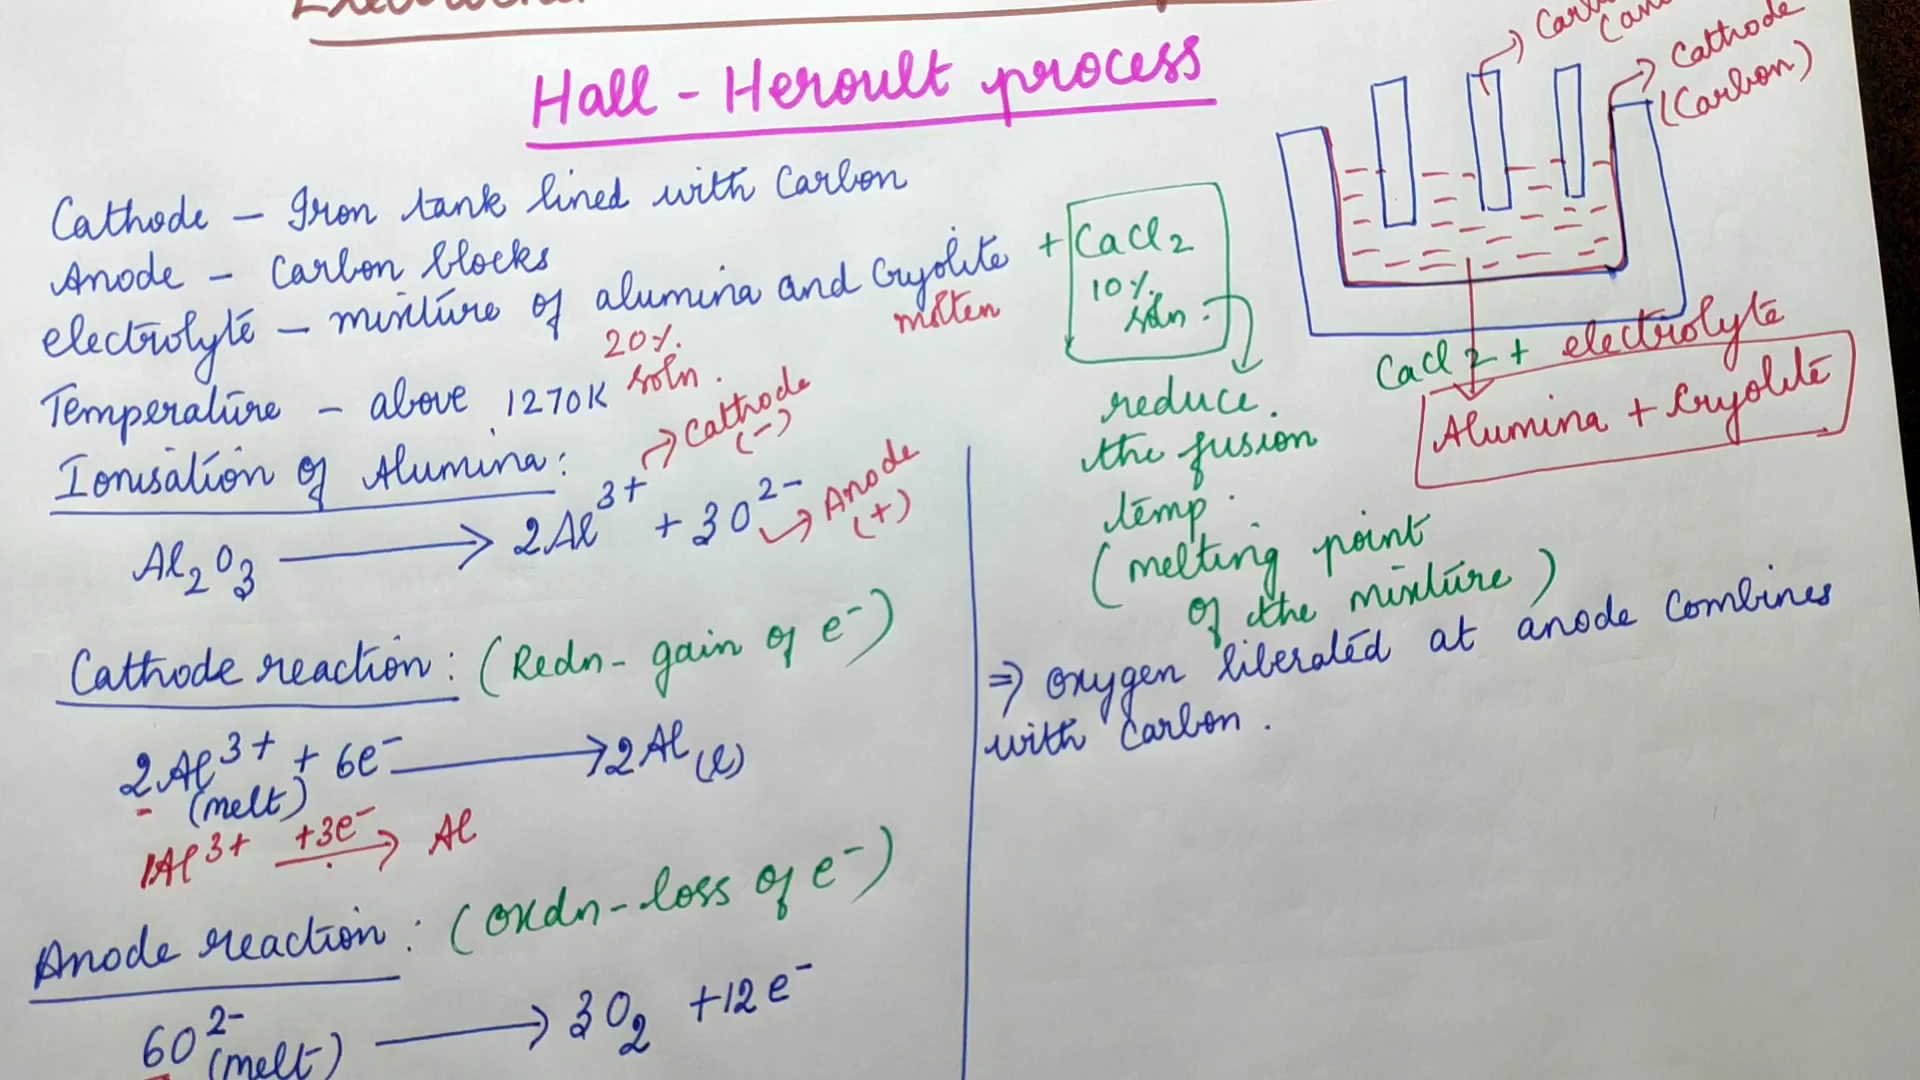 Hall - Heroult process
Cathode - Iron tank lined with Carbon
Anode - Carbon blocks
electrolyte - mixture of alumina and Cryolite + CaCl2
20%. soln.
molten
10%. soln.
Temperature - above 1270K
reduce.
the fusion
temp.
(melting point
of the mixture)
Cathode
(Carbon)
CaCl2 + electrolyte
Alumina + Cryolite
Ionisation of Alumina:
Al2O3 ⟶ 2Al3+ + 3O2-
Cathode
(-)
Anode
(+)
Cathode reaction: (Redn- gain of e-)
2Al3+ + 6e- ⟶ 2Al(l)
(melt)
1Al3+ +3e- → Al
Anode reaction: (Oxdn- loss of e-)
6O2- ⟶ 3O2 +12e-
(melt)
⇒ oxygen liberated at anode combines
with carbon.